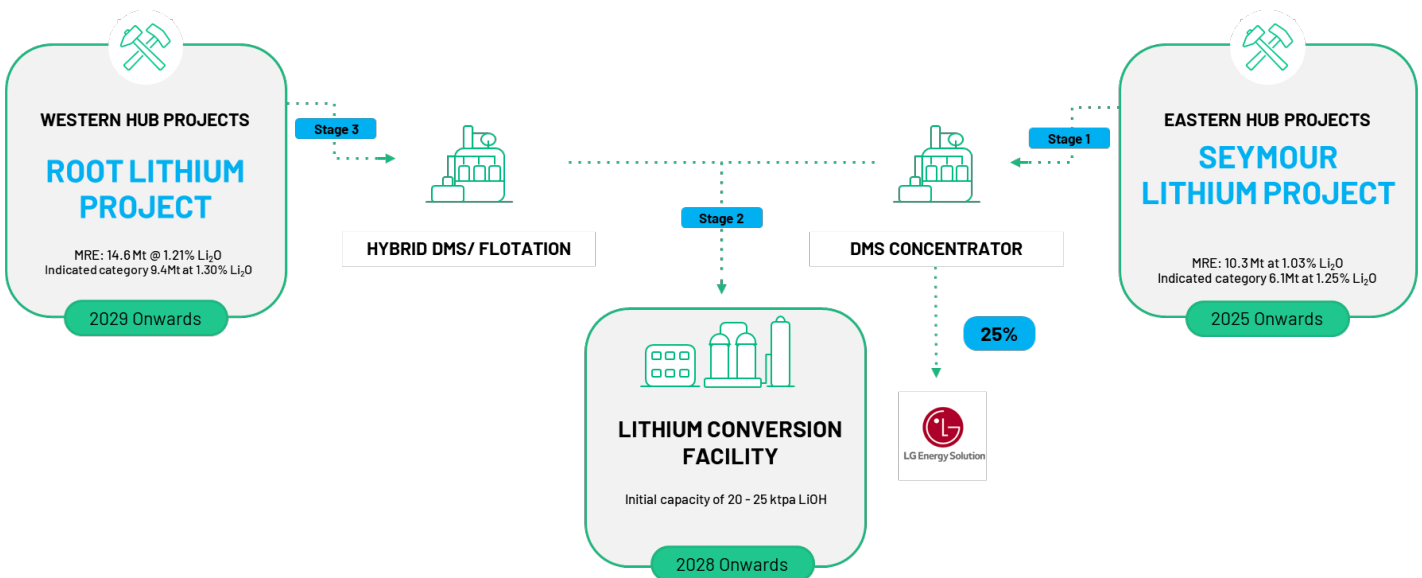 WESTERN HUB PROJECTS
ROOT LITHIUM
PROJECT
MRE: 14.6 Mt @ 1.21% Li₂O
Indicated category 9.4Mt at 1.30% Li₂O
2029 Onwards
Stage 3
HYBRID DMS/ FLOTATION
Stage 2
LITHIUM CONVERSION
FACILITY
Initial capacity of 20 - 25 ktpa LiOH
2028 Onwards
DMS CONCENTRATOR
25%
LG
LG Energy Solution
Stage 1
EASTERN HUB PROJECTS
SEYMOUR
LITHIUM PROJECT
MRE: 10.3 Mt at 1.03% Li₂O
Indicated category 6.1Mt at 1.25% Li₂O
2025 Onwards